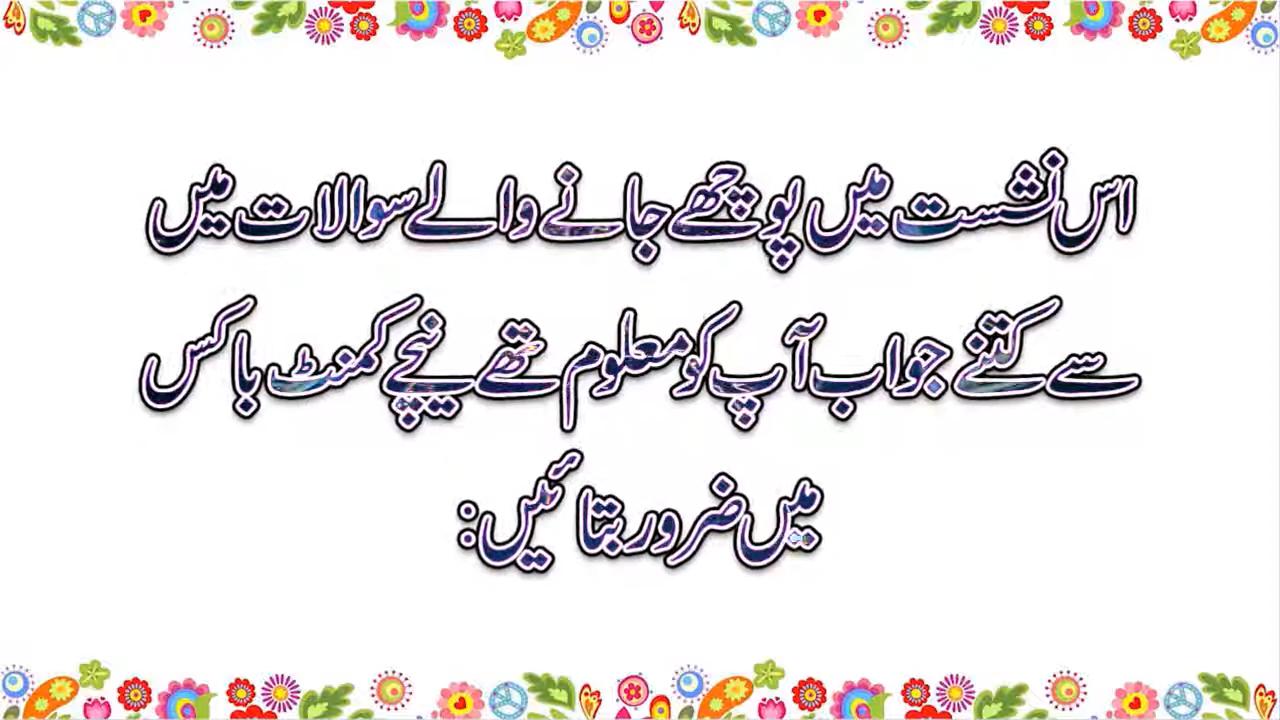 اس نشست میں پوچھے جانے والے سوالات میں
سے کتنے جواب آپ کو معلوم تھے نیچے کمنٹ باکس
میں ضرور بتائیں: